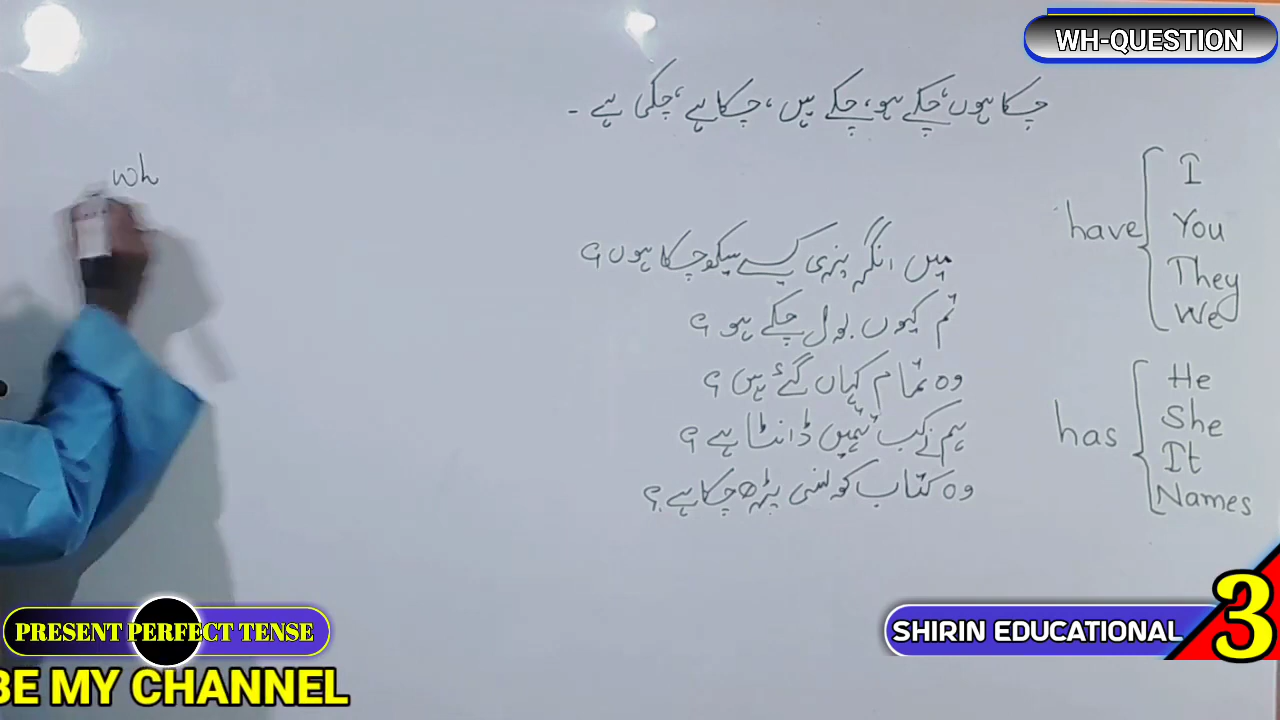 WH-QUESTION
چکا ہوں، چکے ہو، چکے ہیں، چکا ہے، چکی ہے۔
wh
have
I
You
They
We
میں انگریزی کیسے سیکھ چکا ہوں؟
تم کیوں بول چکے ہو؟
وہ تمام کہاں گئے ہیں؟
ہم نے کب تمہیں ڈانٹا ہے؟
وہ کتاب کونسی پڑھ چکا ہے؟
has
He
She
It
Names
PRESENT PERFECT TENSE
SHIRIN EDUCATIONAL
3
BE MY CHANNEL